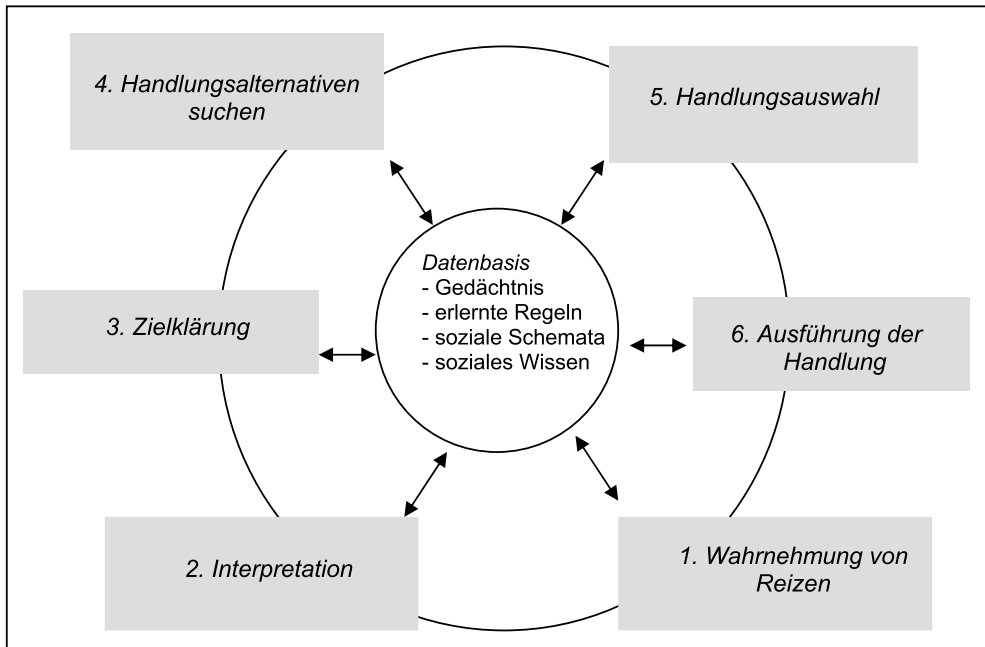 4. Handlungsalternativen
suchen
5. Handlungsauswahl
Datenbasis
- Gedächtnis
- erlernte Regeln
- soziale Schemata
- soziales Wissen
3. Zielklärung
6. Ausführung der
Handlung
2. Interpretation
1. Wahrnehmung von
Reizen